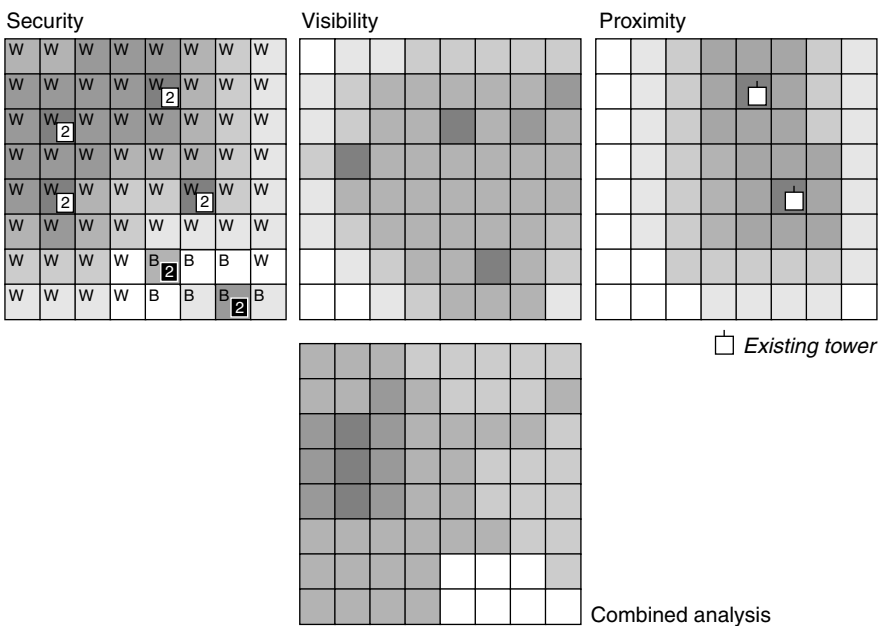 Security
W W W W W W W W
W W W W W W W W
2
W W W W W W W W
2
W W W W W W W W
W W W W W W W W
2 2
W W W W W W W W
W W W W B B B W
2
W W W W B B B B
2
Visibility
Proximity
Existing tower
Combined analysis